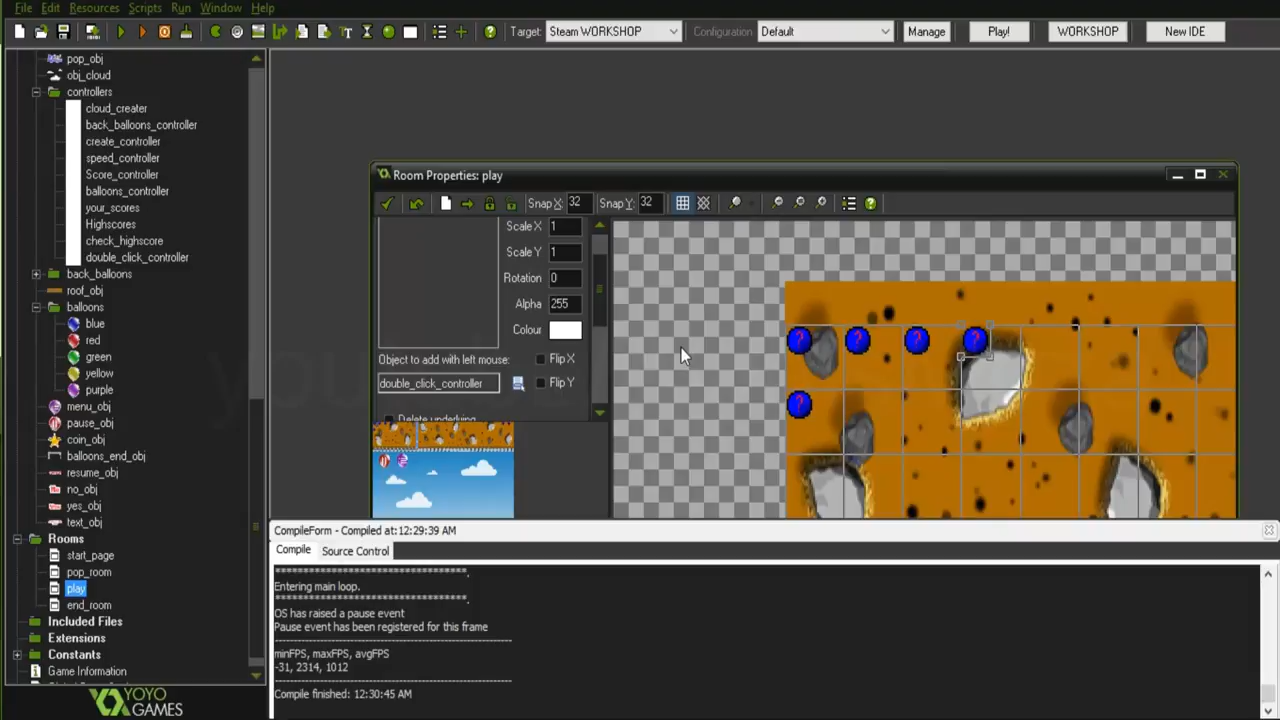 File Edit Resources Scripts Run Window Help
Target: Steam WORKSHOP Configuration Default Manage Play! WORKSHOP New IDE
pop_obj
obj_cloud
controllers
cloud_creater
back_balloons_controller
create_controller
speed_controller
Score_controller
balloons_controller
your_scores
Highscores
check_highscore
double_click_controller
back_balloons
roof_obj
balloons
blue
red
green
yellow
purple
menu_obj
pause_obj
coin_obj
balloons_end_obj
resume_obj
no_obj
yes_obj
text_obj
Rooms
start_page
pop_room
play
end_room
Included Files
Extensions
Constants
Game Information
YOYO
GAMES
Room Properties: play
Snap X: 32 Snap Y: 32
Scale X 1
Scale Y 1
Rotation 0
Alpha 255
Colour
Object to add with left mouse:
Flip X
double_click_controller
Flip Y
Delete underlying
? ? ? ?
?
CompileForm - Compiled at:12:29:39 AM
Compile Source Control
***********************************.
Entering main loop.
***********************************.
OS has raised a pause event
Pause event has been registered for this frame
minFPS, maxFPS, avgFPS
-31, 2314, 1012
Compile finished: 12:30:45 AM